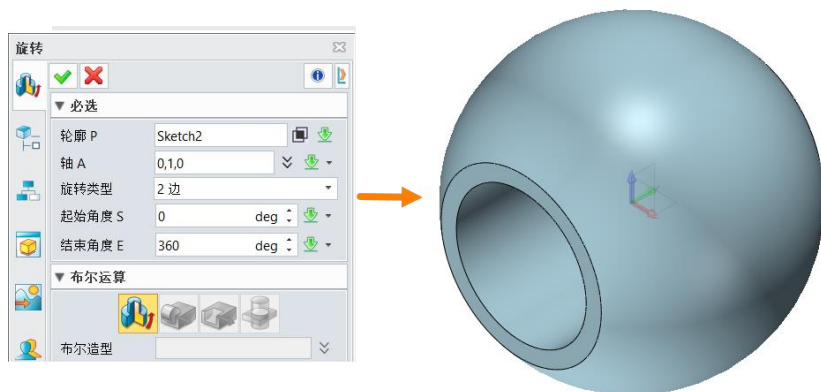 旋转
▼ 必选
轮廓 P Sketch2
轴 A 0,1,0
旋转类型 2 边
起始角度 S 0 deg
结束角度 E 360 deg
▼ 布尔运算
布尔造型